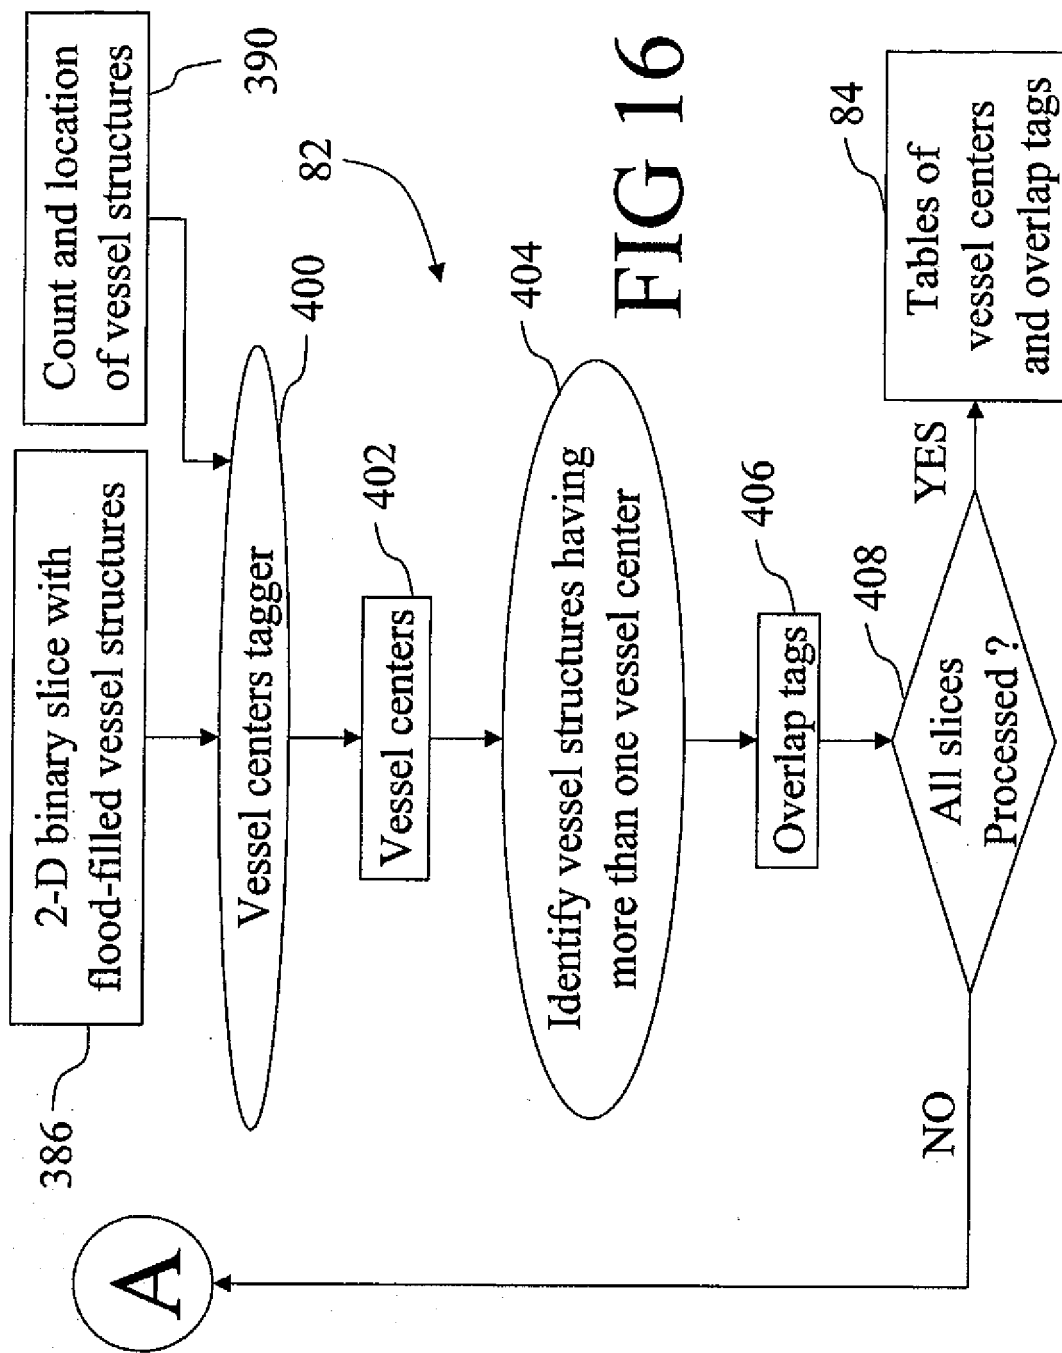 2-D binary slice with
flood-filled vessel structures
386
Count and location
of vessel structures
390
A
Vessel centers tagger
400
82
Vessel centers
402
Identify vessel structures having
more than one vessel center
404
FIG 16
Overlap tags
406
All slices
Processed ?
408
NO
YES
Tables of
vessel centers
and overlap tags
84